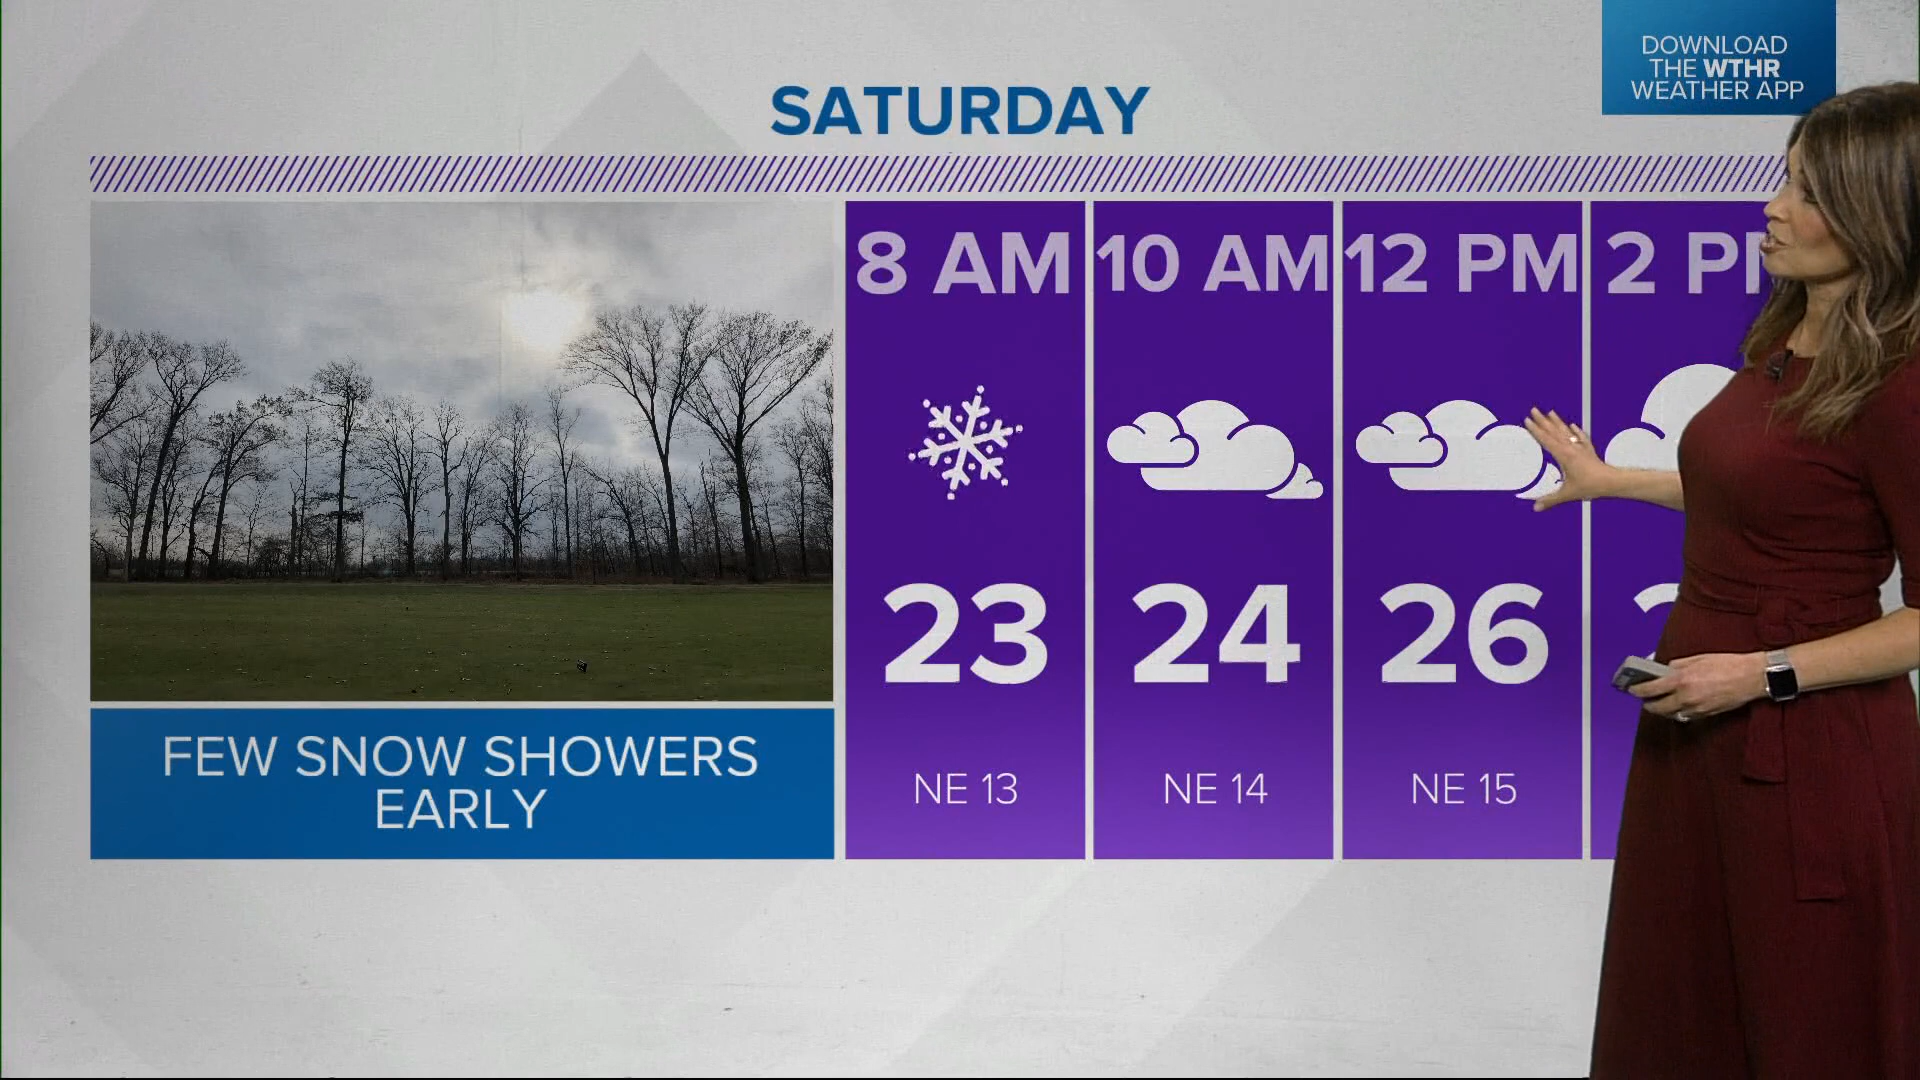 DOWNLOAD
THE WTHR
WEATHER APP
SATURDAY
8 AM
10 AM
12 PM
2
23
24
26
NE 13
NE 14
NE 15
FEW SNOW SHOWERS
EARLY